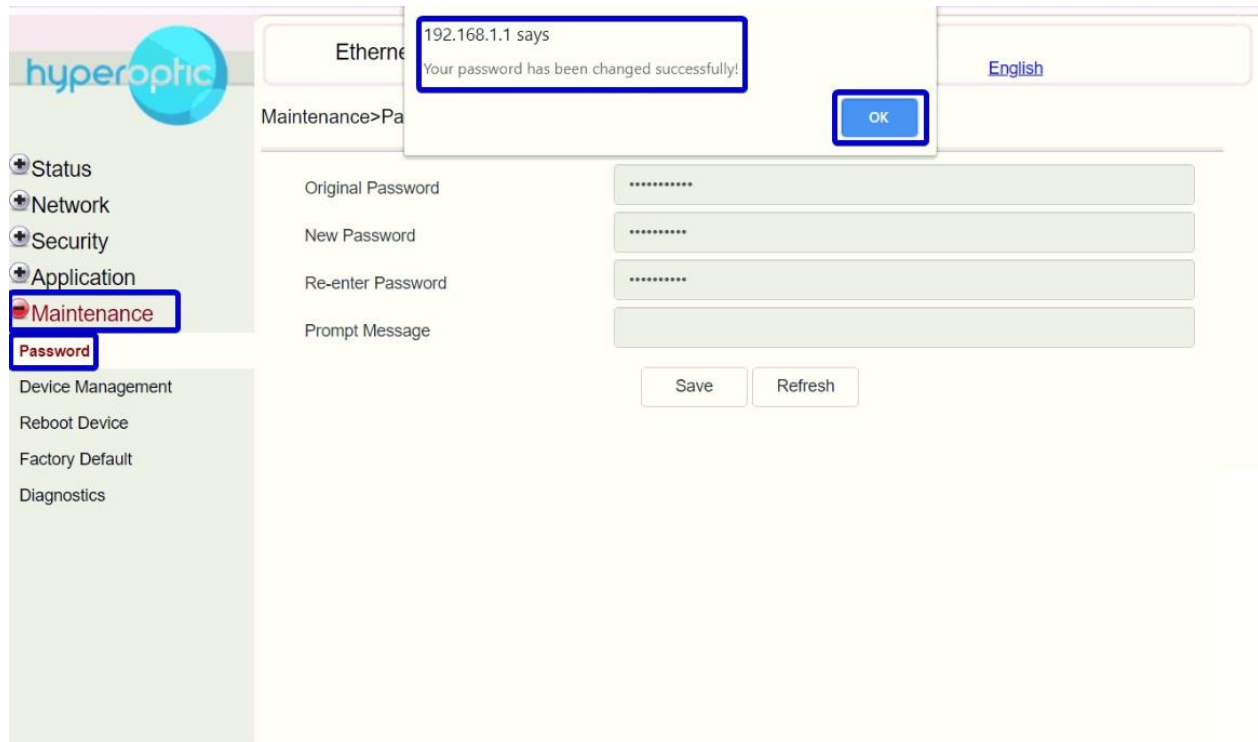 hyperoptic
Etherne
192.168.1.1 says
Your password has been changed successfully!
OK
English
Maintenance>Pa
Status
Network
Security
Application
Maintenance
Password
Device Management
Reboot Device
Factory Default
Diagnostics
Original Password •••••••••••
New Password ••••••••••
Re-enter Password ••••••••••
Prompt Message
Save Refresh